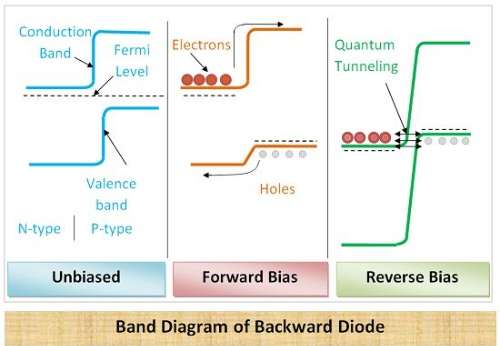 Conduction
Band
Fermi
Level
Valence
band
N-type
P-type
Unbiased
Electrons
Holes
Forward Bias
Quantum
Tunneling
Reverse Bias
Band Diagram of Backward Diode